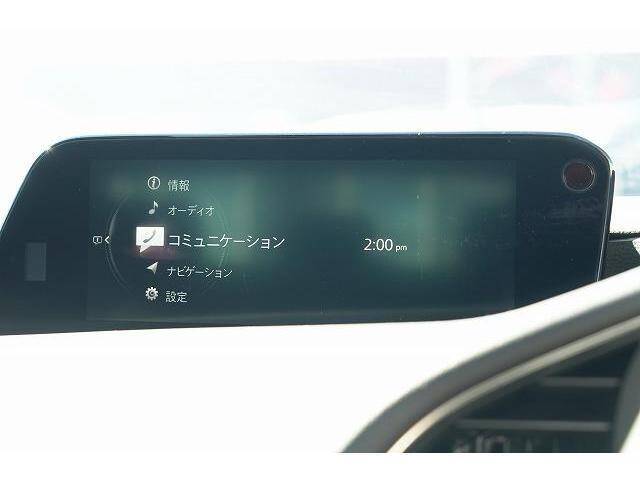 情報
オーディオ
コミュニケーション
2:00 pm
ナビゲーション
設定